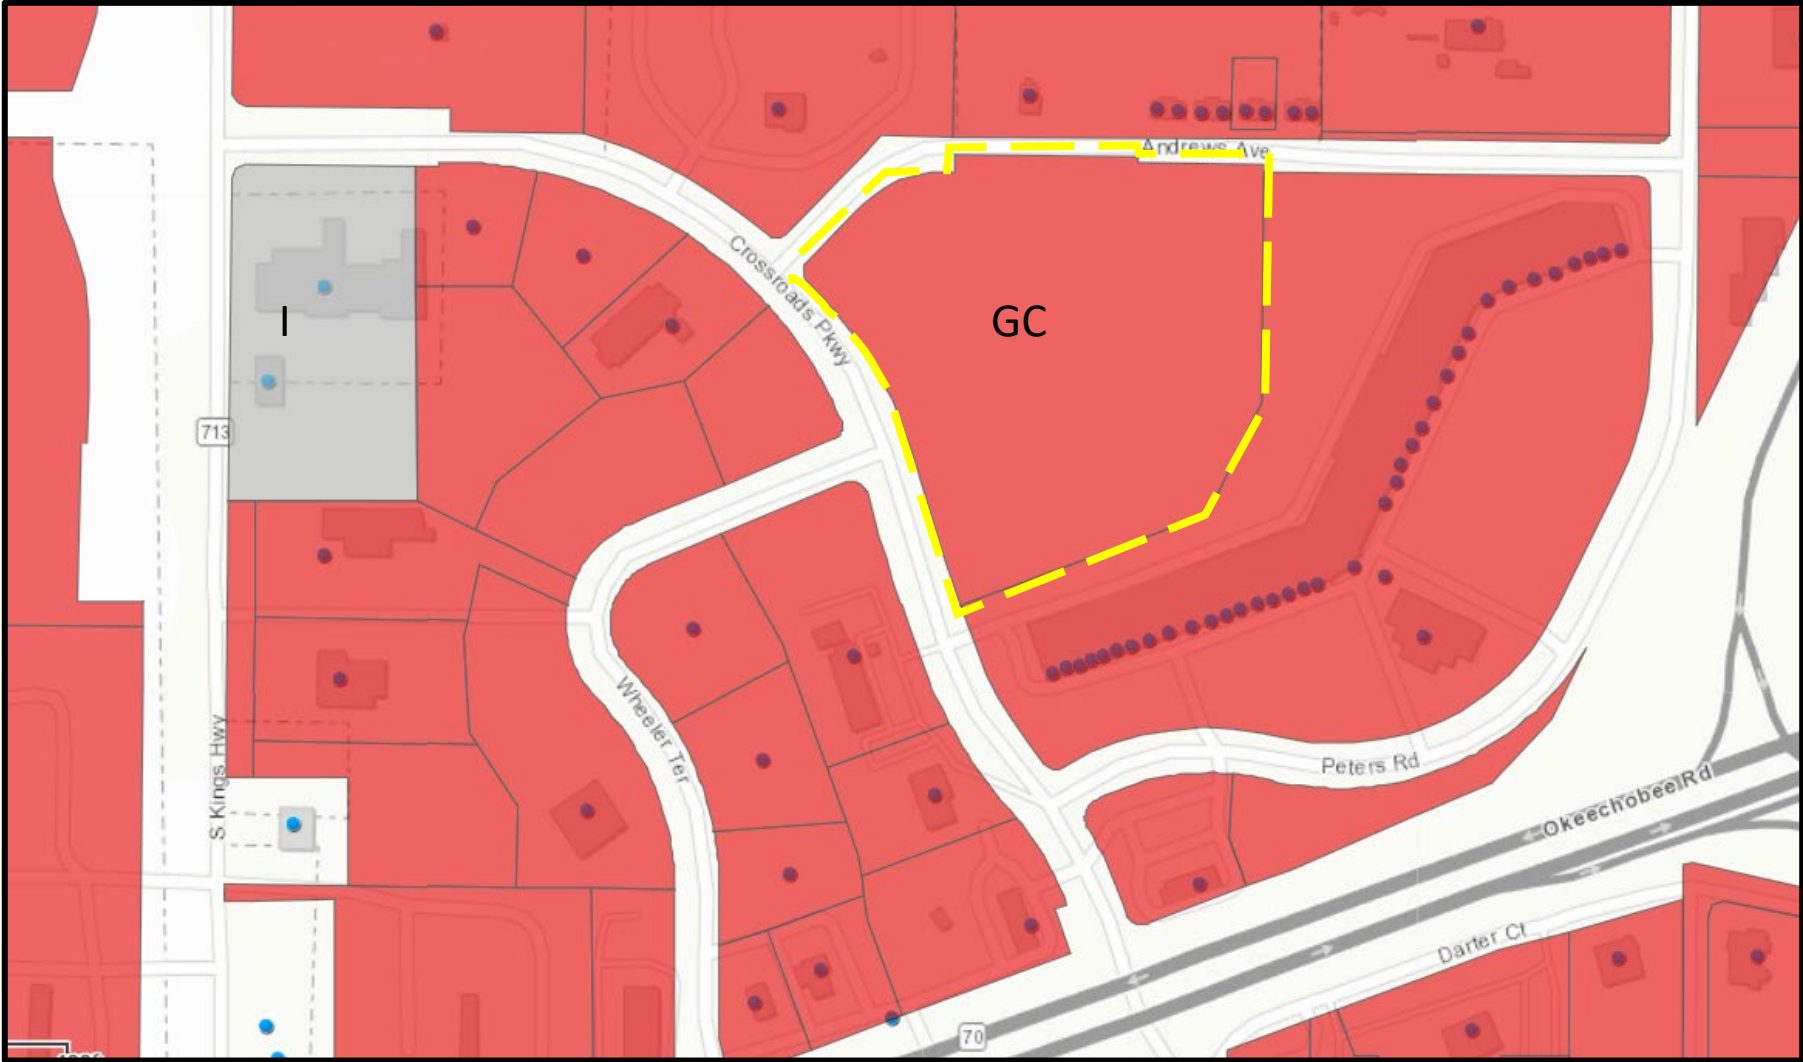 Andrews Ave
Crossroads Pkwy
I
GC
713
Wheeler Ter
S Kings Hwy
Peters Rd
Okeechobee Rd
Darter Ct
70